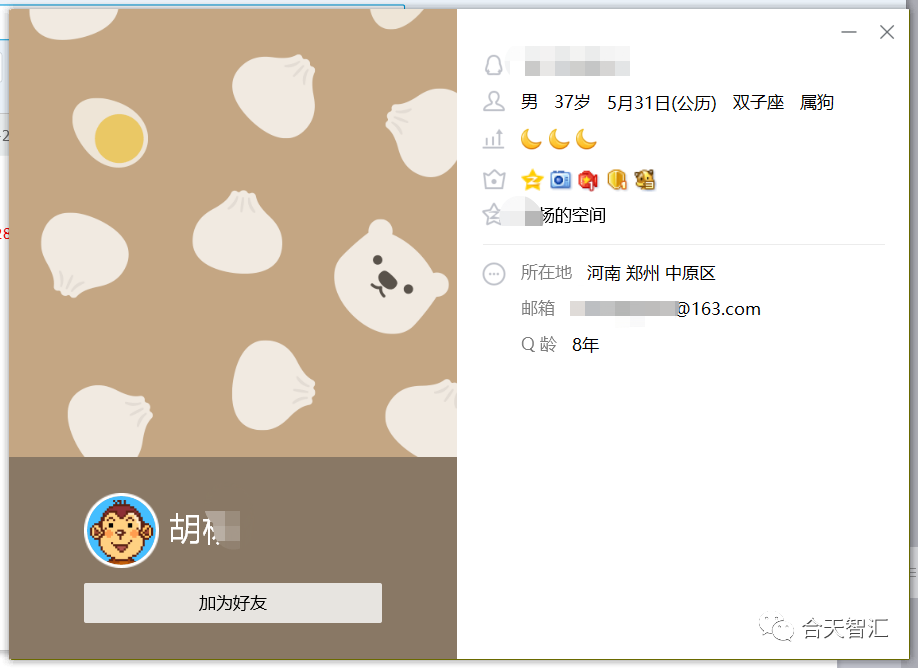 男 37岁 5月31日(公历) 双子座 属狗
的空间
所在地 河南 郑州 中原区
邮箱 @163.com
Q 龄 8年
胡
加为好友
合天智汇